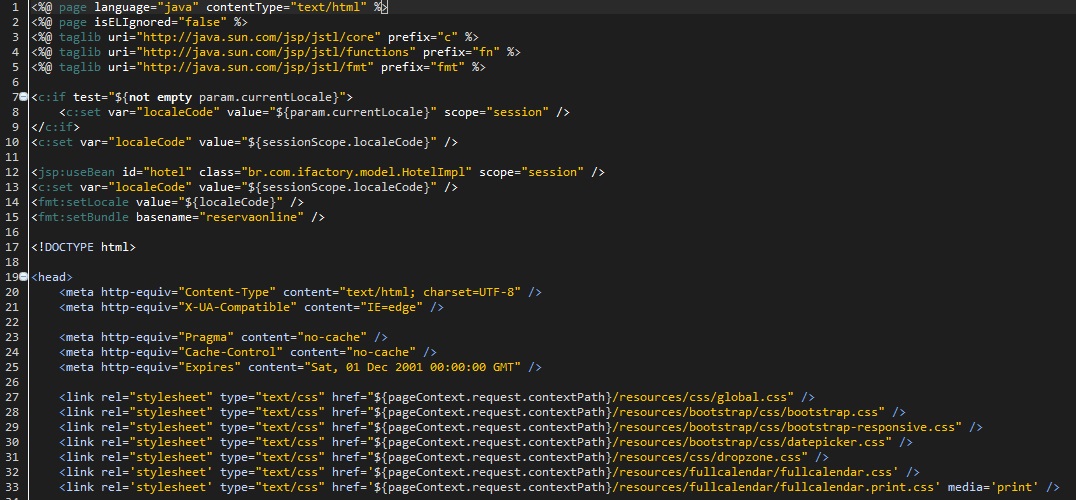 1 <%@ page language="java" contentType="text/html" %>
2 <%@ page isELIgnored="false" %>
3 <%@ taglib uri="http://java.sun.com/jsp/jstl/core" prefix="c" %>
4 <%@ taglib uri="http://java.sun.com/jsp/jstl/functions" prefix="fn" %>
5 <%@ taglib uri="http://java.sun.com/jsp/jstl/fmt" prefix="fmt" %>
6
7 <c:if test="${not empty param.currentLocale}">
8     <c:set var="localeCode" value="${param.currentLocale}" scope="session" />
9 </c:if>
10 <c:set var="localeCode" value="${sessionScope.localeCode}" />
11
12 <jsp:useBean id="hotel" class="br.com.ifactory.model.HotelImpl" scope="session" />
13 <c:set var="localeCode" value="${sessionScope.localeCode}" />
14 <fmt:setLocale value="${localeCode}" />
15 <fmt:setBundle basename="reservaonline" />
16
17 <!DOCTYPE html>
18
19 <head>
20     <meta http-equiv="Content-Type" content="text/html; charset=UTF-8" />
21     <meta http-equiv="X-UA-Compatible" content="IE=edge" />
22
23     <meta http-equiv="Pragma" content="no-cache" />
24     <meta http-equiv="Cache-Control" content="no-cache" />
25     <meta http-equiv="Expires" content="Sat, 01 Dec 2001 00:00:00 GMT" />
26
27     <link rel="stylesheet" type="text/css" href="${pageContext.request.contextPath}/resources/css/global.css" />
28     <link rel="stylesheet" type="text/css" href="${pageContext.request.contextPath}/resources/bootstrap/css/bootstrap.css" />
29     <link rel="stylesheet" type="text/css" href="${pageContext.request.contextPath}/resources/bootstrap/css/bootstrap-responsive.css" />
30     <link rel="stylesheet" type="text/css" href="${pageContext.request.contextPath}/resources/bootstrap/css/datepicker.css" />
31     <link rel="stylesheet" type="text/css" href="${pageContext.request.contextPath}/resources/css/dropzone.css" />
32     <link rel='stylesheet' type="text/css" href='${pageContext.request.contextPath}/resources/fullcalendar/fullcalendar.css' />
33     <link rel='stylesheet' type="text/css" href='${pageContext.request.contextPath}/resources/fullcalendar/fullcalendar.print.css' media='print' />